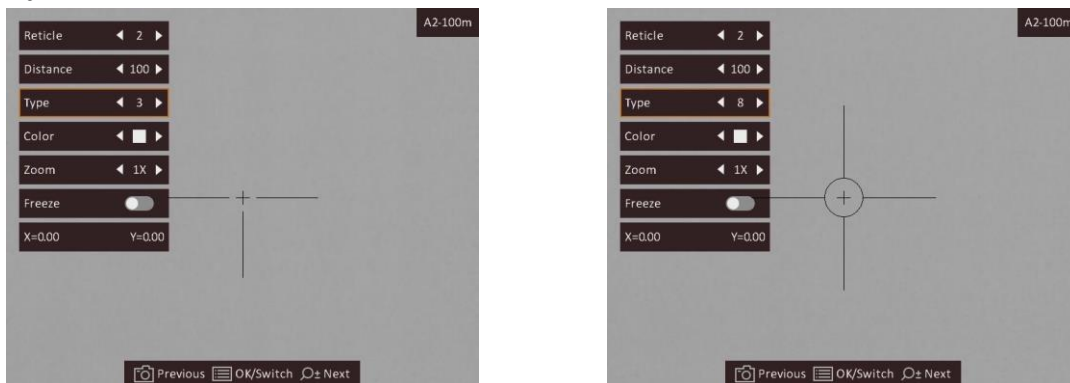 A2-100m
Reticle 2
Distance 100
Type 3
Color
Zoom 1X
Freeze
X=0.00 Y=0.00
Previous OK/Switch ± Next
A2-100m
Reticle 2
Distance 100
Type 8
Color
Zoom 1X
Freeze
X=0.00 Y=0.00
Previous OK/Switch ± Next